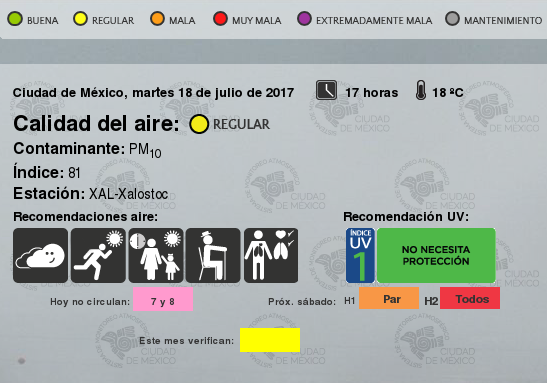 BUENA REGULAR MALA MUY MALA EXTREMADAMENTE MALA MANTENIMIENTO
Ciudad de México, martes 18 de julio de 2017 17 horas 18 ºC
Calidad del aire: REGULAR
Contaminante: PM10
Índice: 81
Estación: XAL-Xalostoc
Recomendaciones aire: Recomendación UV:
ÍNDICE
UV
1
NO NECESITA
PROTECCIÓN
Hoy no circulan: 7 y 8 Próx. sábado: H1 Par H2 Todos
Este mes verifican:
CIUDAD
DE MÉXICO